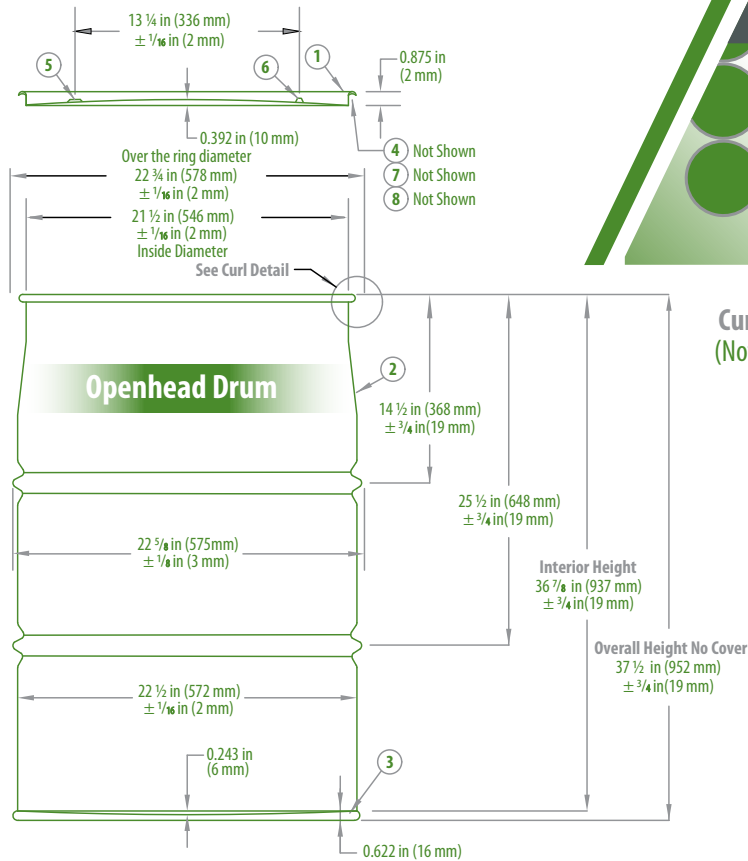 13 ¼ in (336 mm)
± 1/16 in (2 mm)
5
6
1
0.875 in
(2 mm)
0.392 in (10 mm)
4 Not Shown
7 Not Shown
8 Not Shown
Over the ring diameter
22 ¾ in (578 mm)
± 1/16 in (2 mm)
21 ½ in (546 mm)
± 1/16 in (2 mm)
Inside Diameter
See Curl Detail
Openhead Drum
2
14 ½ in (368 mm)
± 3/4 in(19 mm)
25 ½ in (648 mm)
± 3/4 in(19 mm)
22 5/8 in (575mm)
± 1/8 in (3 mm)
Interior Height
36 7/8 in (937 mm)
± 3/4 in(19 mm)
Overall Height No Cover
37 ½ in (952 mm)
± 3/4 in(19 mm)
22 ½ in (572 mm)
± 1/16 in (2 mm)
0.243 in
(6 mm)
3
0.622 in (16 mm)